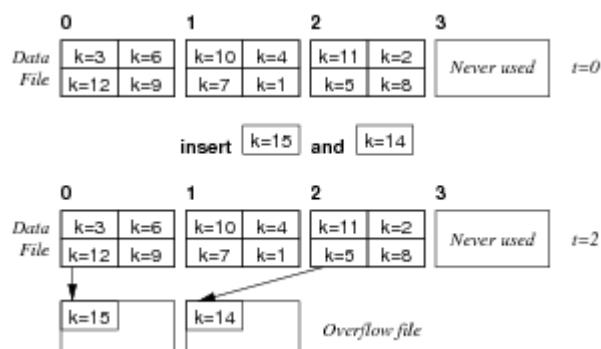 0 1 2 3
Data File k=3 k=6 k=10 k=4 k=11 k=2 Never used t=0
k=12 k=9 k=7 k=1 k=5 k=8
insert k=15 and k=14
0 1 2 3
Data File k=3 k=6 k=10 k=4 k=11 k=2 Never used t=2
k=12 k=9 k=7 k=1 k=5 k=8
k=15 k=14 Overflow file